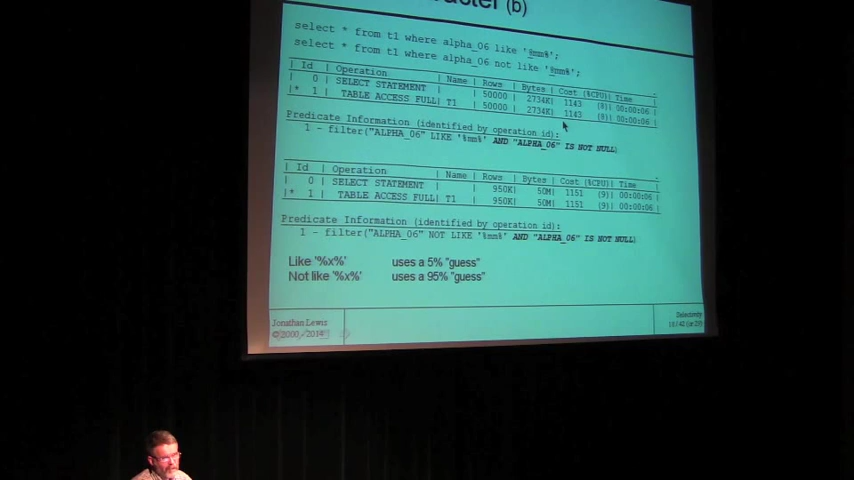 (b)
select * from t1 where alpha_06 like '%mm%';
select * from t1 where alpha_06 not like '%mm%';
| Id | Operation | Name | Rows | Bytes | Cost (%CPU)| Time |
| 0 | SELECT STATEMENT | | 50000 | 2734K| 1143 (9)| 00:00:06 |
|* 1 | TABLE ACCESS FULL| T1 | 50000 | 2734K| 1143 (9)| 00:00:06 |
Predicate Information (identified by operation id):
1 - filter("ALPHA_06" LIKE '%mm%' AND "ALPHA_06" IS NOT NULL)
| Id | Operation | Name | Rows | Bytes | Cost (%CPU)| Time |
| 0 | SELECT STATEMENT | | 950K| 50M| 1151 (9)| 00:00:06 |
|* 1 | TABLE ACCESS FULL| T1 | 950K| 50M| 1151 (9)| 00:00:06 |
Predicate Information (identified by operation id):
1 - filter("ALPHA_06" NOT LIKE '%mm%' AND "ALPHA_06" IS NOT NULL)
Like '%x%' uses a 5% "guess"
Not like '%x%' uses a 95% "guess"
Jonathan Lewis
© 2003 / 2014
Selectivity